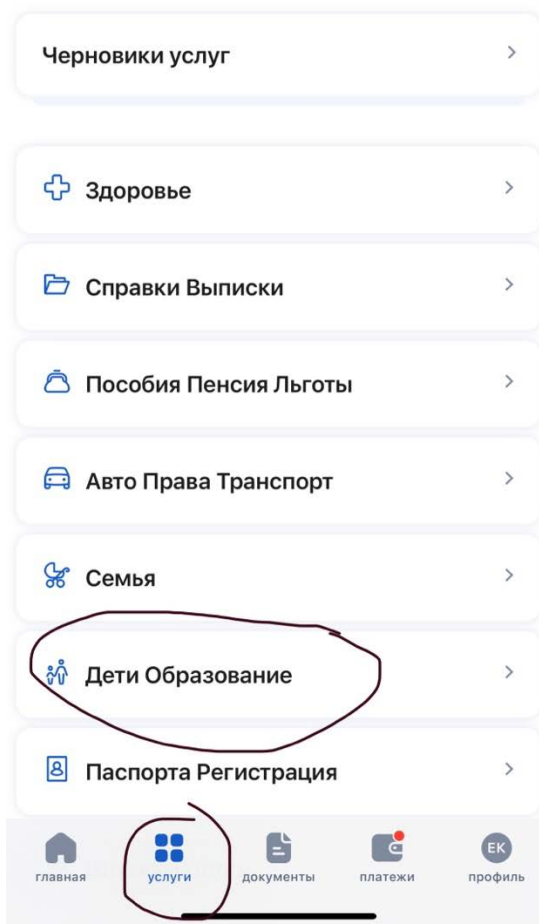 Черновики услуг
Здоровье
Справки Выписки
Пособия Пенсия Льготы
Авто Права Транспорт
Семья
Дети Образование
Паспорта Регистрация
главная услуги документы платежи ЕК профиль